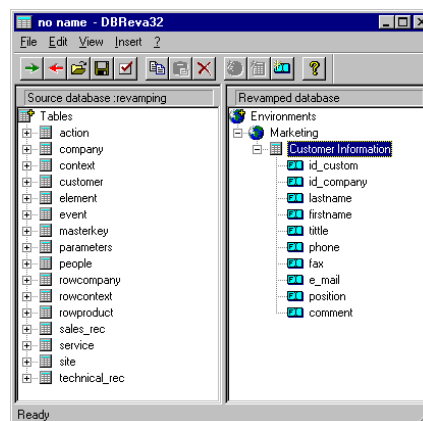 no name - DBReva32
File Edit View Insert ?
Source database :revamping
Tables
action
company
context
customer
element
event
masterkey
parameters
people
rowcompany
rowcontext
rowproduct
sales_rec
service
site
technical_rec
Revamped database
Environments
Marketing
Customer Information
id_custom
id_company
lastname
firstname
tittle
phone
fax
e_mail
position
comment
Ready